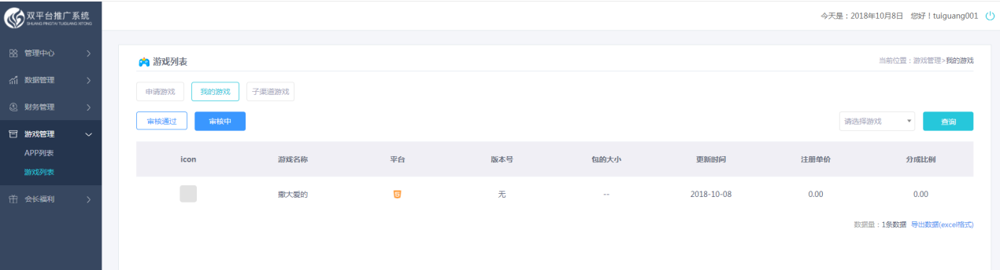 双平台推广系统
SHUANG PINGTAI TUIGUANG XITONG
今天是：2018年10月8日 您好！tuiguang001
管理中心
数据管理
财务管理
游戏管理
APP列表
游戏列表
会长福利
游戏列表
当前位置：游戏管理>我的游戏
申请游戏 我的游戏 子渠道游戏
审核通过 审核中 请选择游戏 查询
icon 游戏名称 平台 版本号 包的大小 更新时间 注册单价 分成比例
撒大爱的 无 -- 2018-10-08 0.00 0.00
数据量：1条数据 导出数据(excel格式)